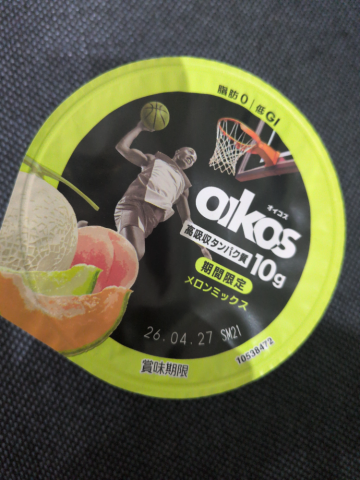 脂肪0/低GI
オイコス
oikos
高吸収タンパク質
10g
期間限定
メロンミックス
26.04.27 SM21
賞味期限
10538472